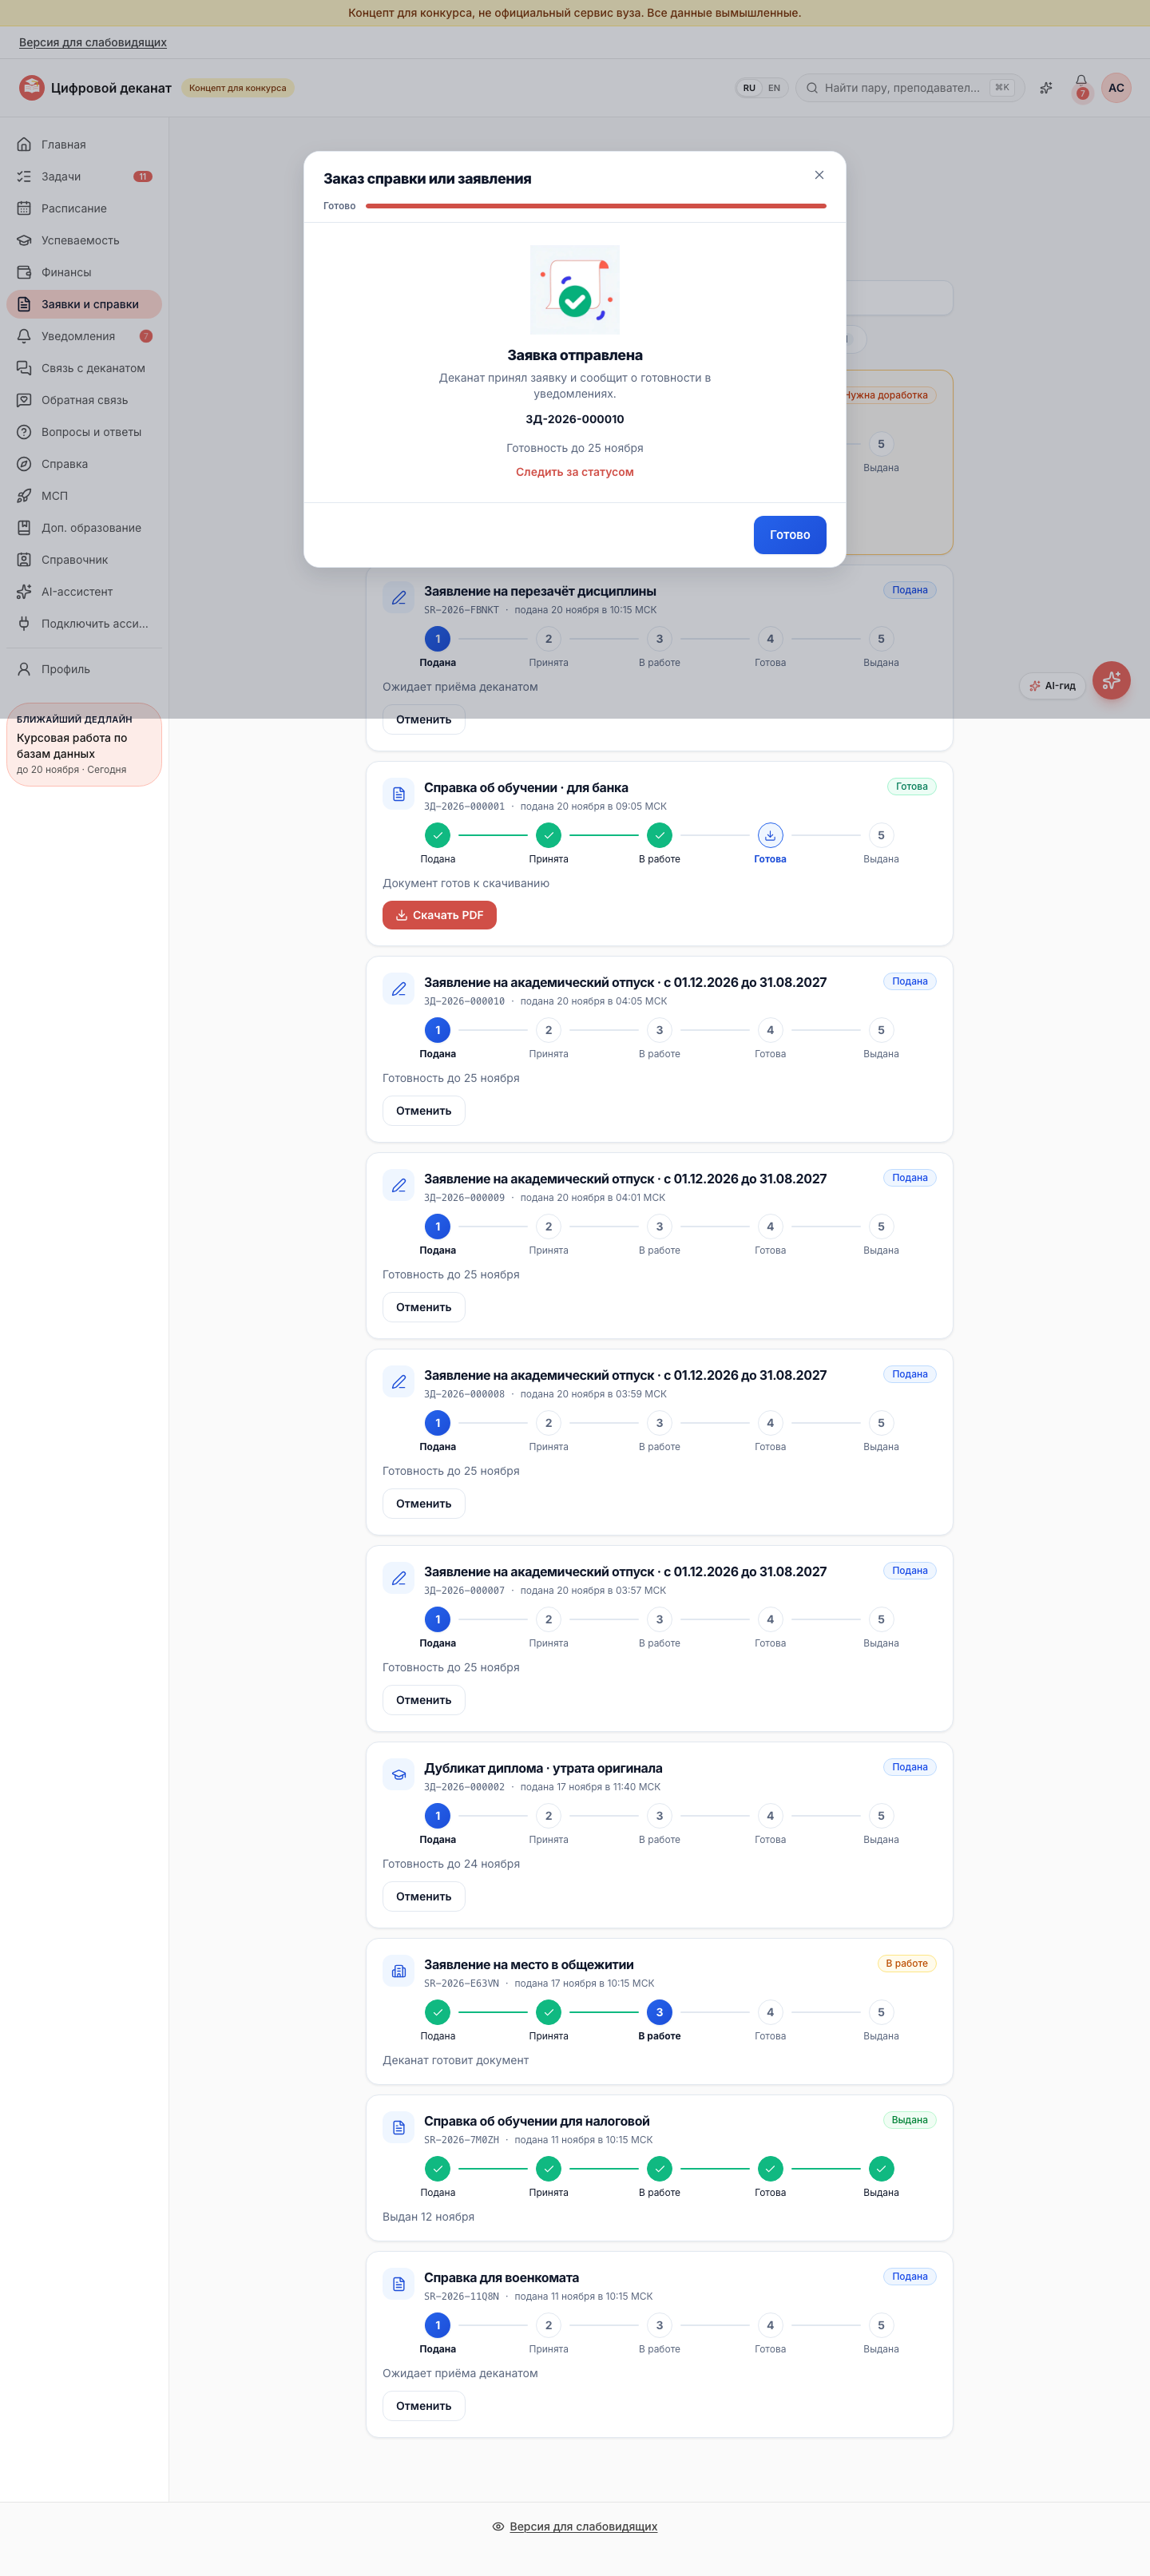 Концепт для конкурса, не официальный сервис вуза. Все данные вымышленные.
Версия для слабовидящих
Цифровой деканат
Концепт для конкурса
RU EN
Найти пару, преподавател... ⌘K
7
АС
Главная
Задачи 11
Расписание
Успеваемость
Финансы
Заявки и справки
Уведомления 7
Связь с деканатом
Обратная связь
Вопросы и ответы
Справка
МСП
Доп. образование
Справочник
AI-ассистент
Подключить асси...
Профиль
БЛИЖАЙШИЙ ДЕДЛАЙН
Курсовая работа по
базам данных
до 20 ноября · Сегодня
Заказ справки или заявления
Готово
Заявка отправлена
Деканат принял заявку и сообщит о готовности в
уведомлениях.
ЗД-2026-000010
Готовность до 25 ноября
Следить за статусом
Готово
Нужна доработка
5
Выдана
Заявление на перезачёт дисциплины
Подана
SR-2026-FBNKT · подана 20 ноября в 10:15 МСК
1 2 3 4 5
Подана Принята В работе Готова Выдана
Ожидает приёма деканатом
Отменить
AI-гид
Справка об обучении · для банка
Готова
ЗД-2026-000001 · подана 20 ноября в 09:05 МСК
5
Подана Принята В работе Готова Выдана
Документ готов к скачиванию
Скачать PDF
Заявление на академический отпуск · с 01.12.2026 до 31.08.2027
Подана
ЗД-2026-000010 · подана 20 ноября в 04:05 МСК
1 2 3 4 5
Подана Принята В работе Готова Выдана
Готовность до 25 ноября
Отменить
Заявление на академический отпуск · с 01.12.2026 до 31.08.2027
Подана
ЗД-2026-000009 · подана 20 ноября в 04:01 МСК
1 2 3 4 5
Подана Принята В работе Готова Выдана
Готовность до 25 ноября
Отменить
Заявление на академический отпуск · с 01.12.2026 до 31.08.2027
Подана
ЗД-2026-000008 · подана 20 ноября в 03:59 МСК
1 2 3 4 5
Подана Принята В работе Готова Выдана
Готовность до 25 ноября
Отменить
Заявление на академический отпуск · с 01.12.2026 до 31.08.2027
Подана
ЗД-2026-000007 · подана 20 ноября в 03:57 МСК
1 2 3 4 5
Подана Принята В работе Готова Выдана
Готовность до 25 ноября
Отменить
Дубликат диплома · утрата оригинала
Подана
ЗД-2026-000002 · подана 17 ноября в 11:40 МСК
1 2 3 4 5
Подана Принята В работе Готова Выдана
Готовность до 24 ноября
Отменить
Заявление на место в общежитии
В работе
SR-2026-E63VN · подана 17 ноября в 10:15 МСК
3 4 5
Подана Принята В работе Готова Выдана
Деканат готовит документ
Справка об обучении для налоговой
Выдана
SR-2026-7M0ZH · подана 11 ноября в 10:15 МСК
Подана Принята В работе Готова Выдана
Выдан 12 ноября
Справка для военкомата
Подана
SR-2026-11Q8N · подана 11 ноября в 10:15 МСК
1 2 3 4 5
Подана Принята В работе Готова Выдана
Ожидает приёма деканатом
Отменить
Версия для слабовидящих